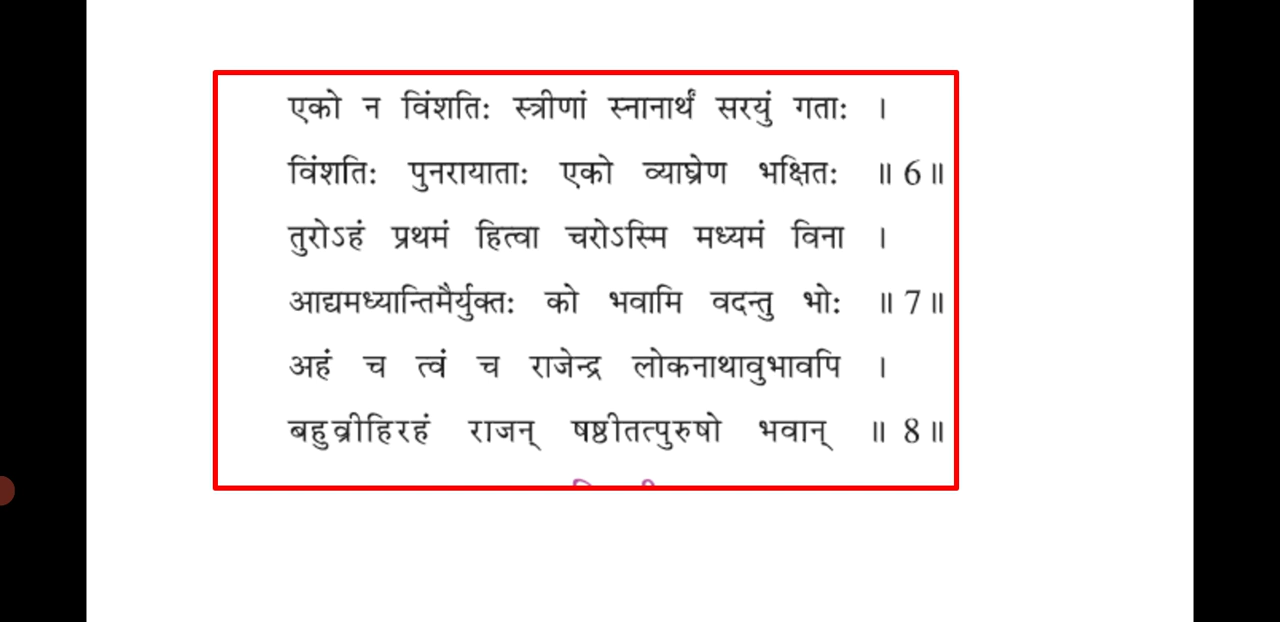 एको न विंशतिः स्त्रीणां स्नानार्थं सरयुं गताः ।
विंशतिः पुनरायाताः एको व्याघ्रेण भक्षितः ॥ 6 ॥
तुरोऽहं प्रथमं हित्वा चरोऽस्मि मध्यमं विना ।
आद्यमध्यान्तिमैर्युक्तः को भवामि वदन्तु भोः ॥ 7 ॥
अहं च त्वं च राजेन्द्र लोकनाथावुभावपि ।
बहुव्रीहिरहं राजन् षष्ठीतत्पुरुषो भवान् ॥ 8 ॥